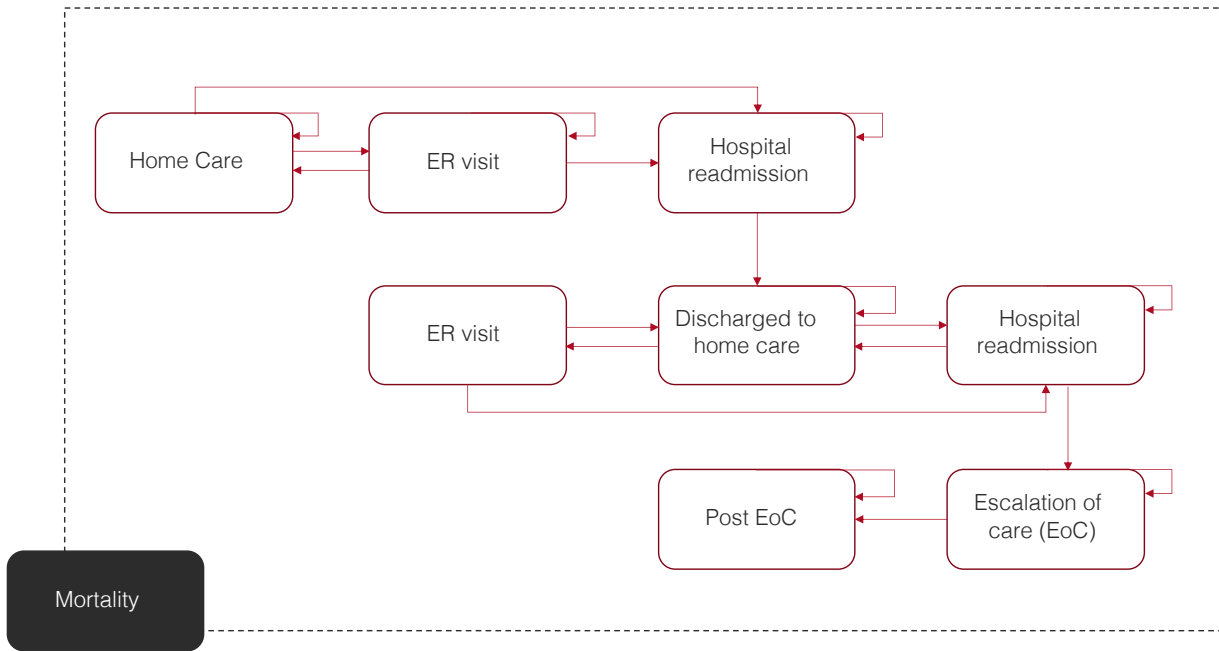 Home Care
ER visit
Hospital
readmission
ER visit
Discharged to
home care
Hospital
readmission
Post EoC
Escalation of
care (EoC)
Mortality